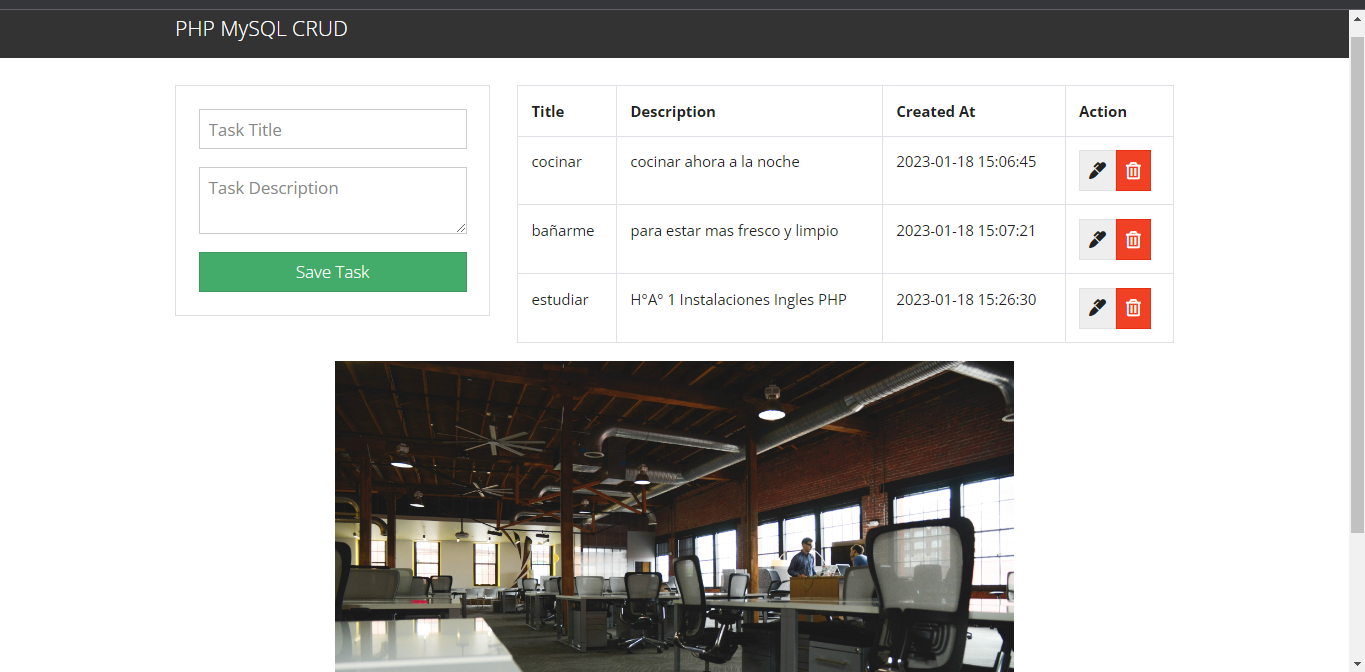 PHP MySQL CRUD
Task Title
Task Description
Save Task
Title Description Created At Action
cocinar cocinar ahora a la noche 2023-01-18 15:06:45
bañarme para estar mas fresco y limpio 2023-01-18 15:07:21
estudiar H°A° 1 Instalaciones Ingles PHP 2023-01-18 15:26:30